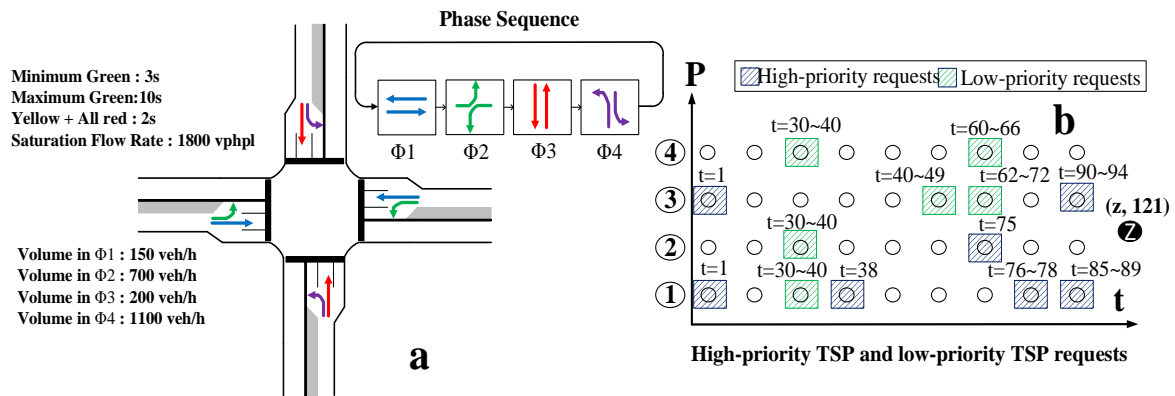 Phase Sequence
Minimum Green : 3s
Maximum Green:10s
Yellow + All red : 2s
Saturation Flow Rate : 1800 vphpl
Φ1 Φ2 Φ3 Φ4
Volume in Φ1 : 150 veh/h
Volume in Φ2 : 700 veh/h
Volume in Φ3 : 200 veh/h
Volume in Φ4 : 1100 veh/h
a
P
High-priority requests Low-priority requests
b
t=30~40 t=60~66
4
t=1 t=40~49 t=62~72 t=90~94
3
(z, 121)
Z
t=30~40 t=75
2
t=1 t=30~40 t=38 t=76~78 t=85~89
1
t
High-priority TSP and low-priority TSP requests